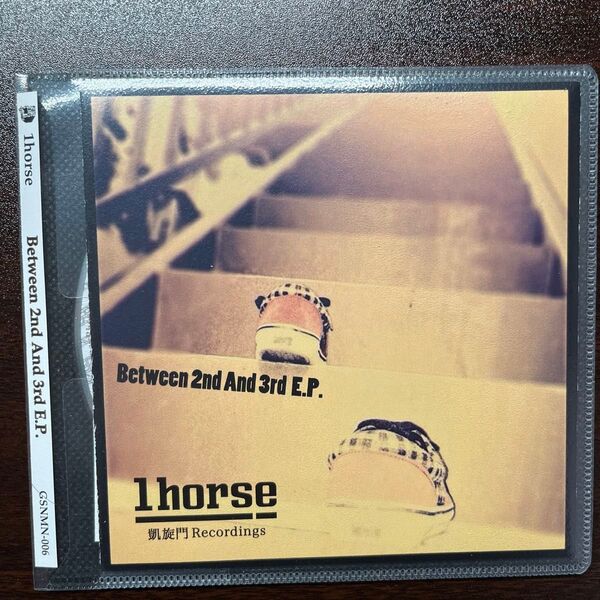 1horse
Between 2nd And 3rd E.P.
GSNMN-006
Between 2nd And 3rd E.P.
1horse
凱旋門 Recordings